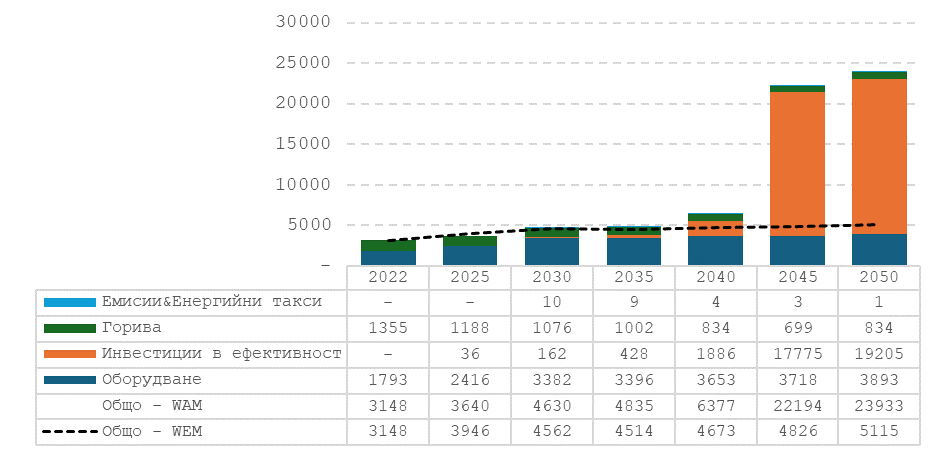 30000
25000
20000
15000
10000
5000
–
2022 2025 2030 2035 2040 2045 2050
Емисии&Енергийни такси – – 10 9 4 3 1
Горива 1355 1188 1076 1002 834 699 834
Инвестиции в ефективност – 36 162 428 1886 17775 19205
Оборудване 1793 2416 3382 3396 3653 3718 3893
Общо – WAM 3148 3640 4630 4835 6377 22194 23933
Общо – WEM 3148 3946 4562 4514 4673 4826 5115